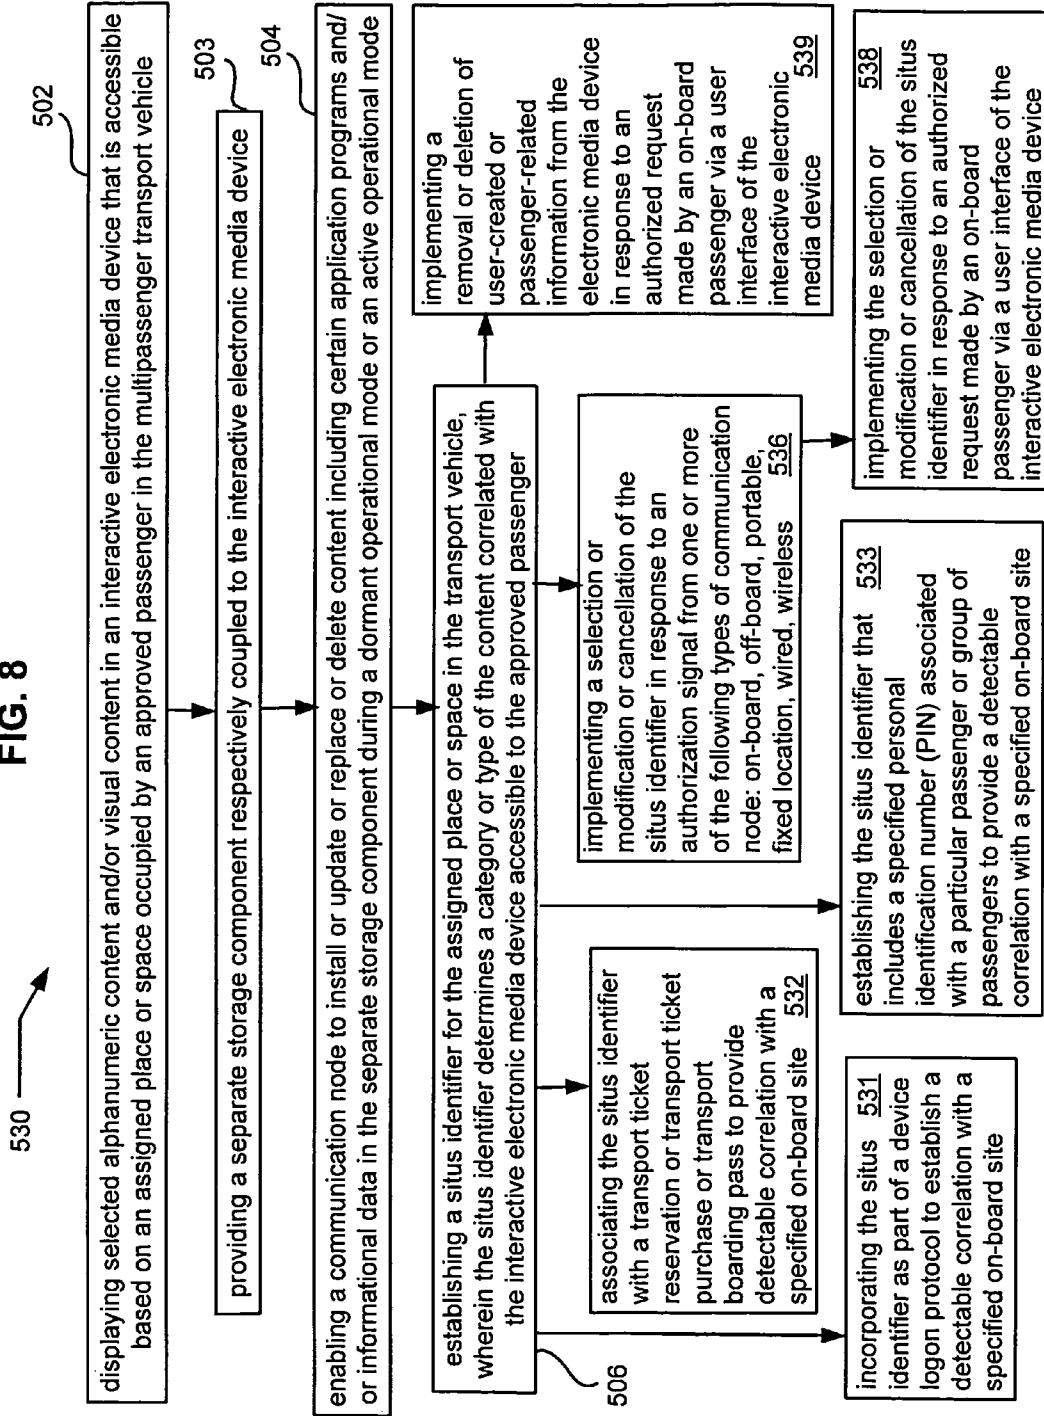 FIG. 8
530
502
displaying selected alphanumeric content and/or visual content in an interactive electronic media device that is accessible
based on an assigned place or space occupied by an approved passenger in the multipassenger transport vehicle
503
providing a separate storage component respectively coupled to the interactive electronic media device
504
enabling a communication node to install or update or replace or delete content including certain application programs and/
or informational data in the separate storage component during a dormant operational mode or an active operational mode
establishing a situs identifier for the assigned place or space in the transport vehicle,
wherein the situs identifier determines a category or type of the content correlated with
the interactive electronic media device accessible to the approved passenger
506
implementing a
removal or deletion of
user-created or
passenger-related
information from the
electronic media device
in response to an
authorized request
made by an on-board
passenger via a user
interface of the
interactive electronic
media device 539
associating the situs identifier
with a transport ticket
reservation or transport ticket
purchase or transport
boarding pass to provide
detectable correlation with a
specified on-board site 532
implementing a selection or
modification or cancellation of the
situs identifier in response to an
authorization signal from one or more
of the following types of communication
node: on-board, off-board, portable,
fixed location, wired, wireless 536
incorporating the situs 531
identifier as part of a device
logon protocol to establish a
detectable correlation with a
specified on-board site
establishing the situs identifier that 533
includes a specified personal
identification number (PIN) associated
with a particular passenger or group of
passengers to provide a detectable
correlation with a specified on-board site
538
implementing the selection or
modification or cancellation of the situs
identifier in response to an authorized
request made by an on-board
passenger via a user interface of the
interactive electronic media device